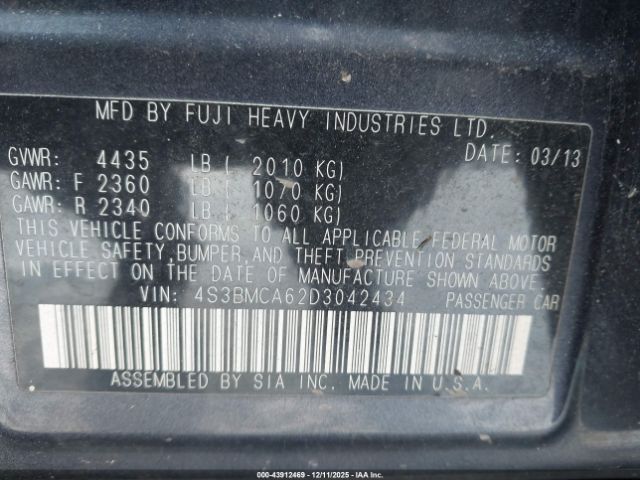 MFD BY FUJI HEAVY INDUSTRIES LTD.
DATE: 03/13
GVWR: 4435 LB ( 2010 KG)
GAWR: F 2360 LB ( 1070 KG)
GAWR: R 2340 LB ( 1060 KG)
THIS VEHICLE CONFORMS TO ALL APPLICABLE FEDERAL MOTOR
VEHICLE SAFETY, BUMPER, AND THEFT PREVENTION STANDARDS
IN EFFECT ON THE DATE OF MANUFACTURE SHOWN ABOVE.
VIN: 4S3BMCA62D3042434 PASSENGER CAR
ASSEMBLED BY SIA INC. MADE IN U.S.A.
000-43912469 - 12/11/2025 - IAA Inc.